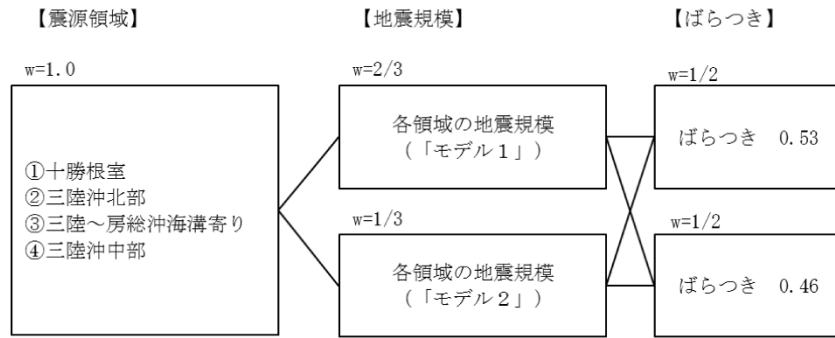 【震源領域】
【地震規模】
【ばらつき】
w=1.0
w=2/3
w=1/2
①十勝根室
②三陸沖北部
③三陸～房総沖海溝寄り
④三陸沖中部
各領域の地震規模
（「モデル１」）
ばらつき　0.53
w=1/3
w=1/2
各領域の地震規模
（「モデル２」）
ばらつき　0.46